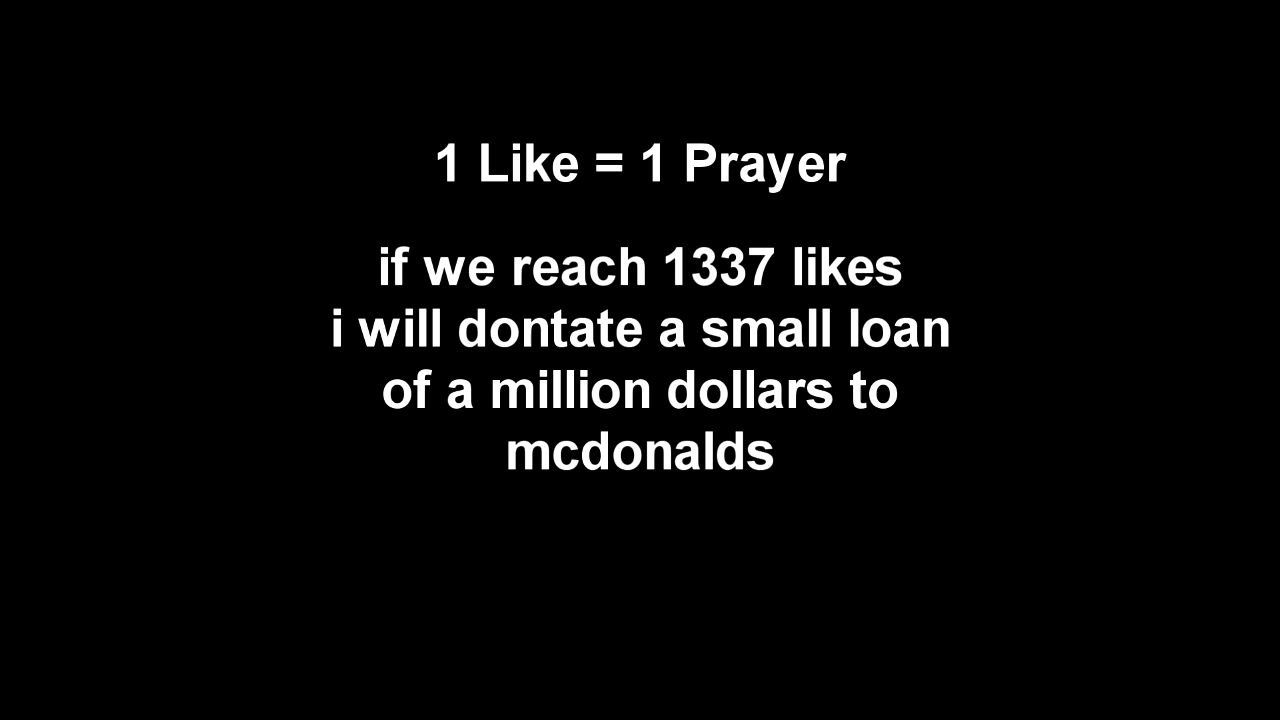 1 Like = 1 Prayer
if we reach 1337 likes
i will dontate a small loan
of a million dollars to
mcdonalds